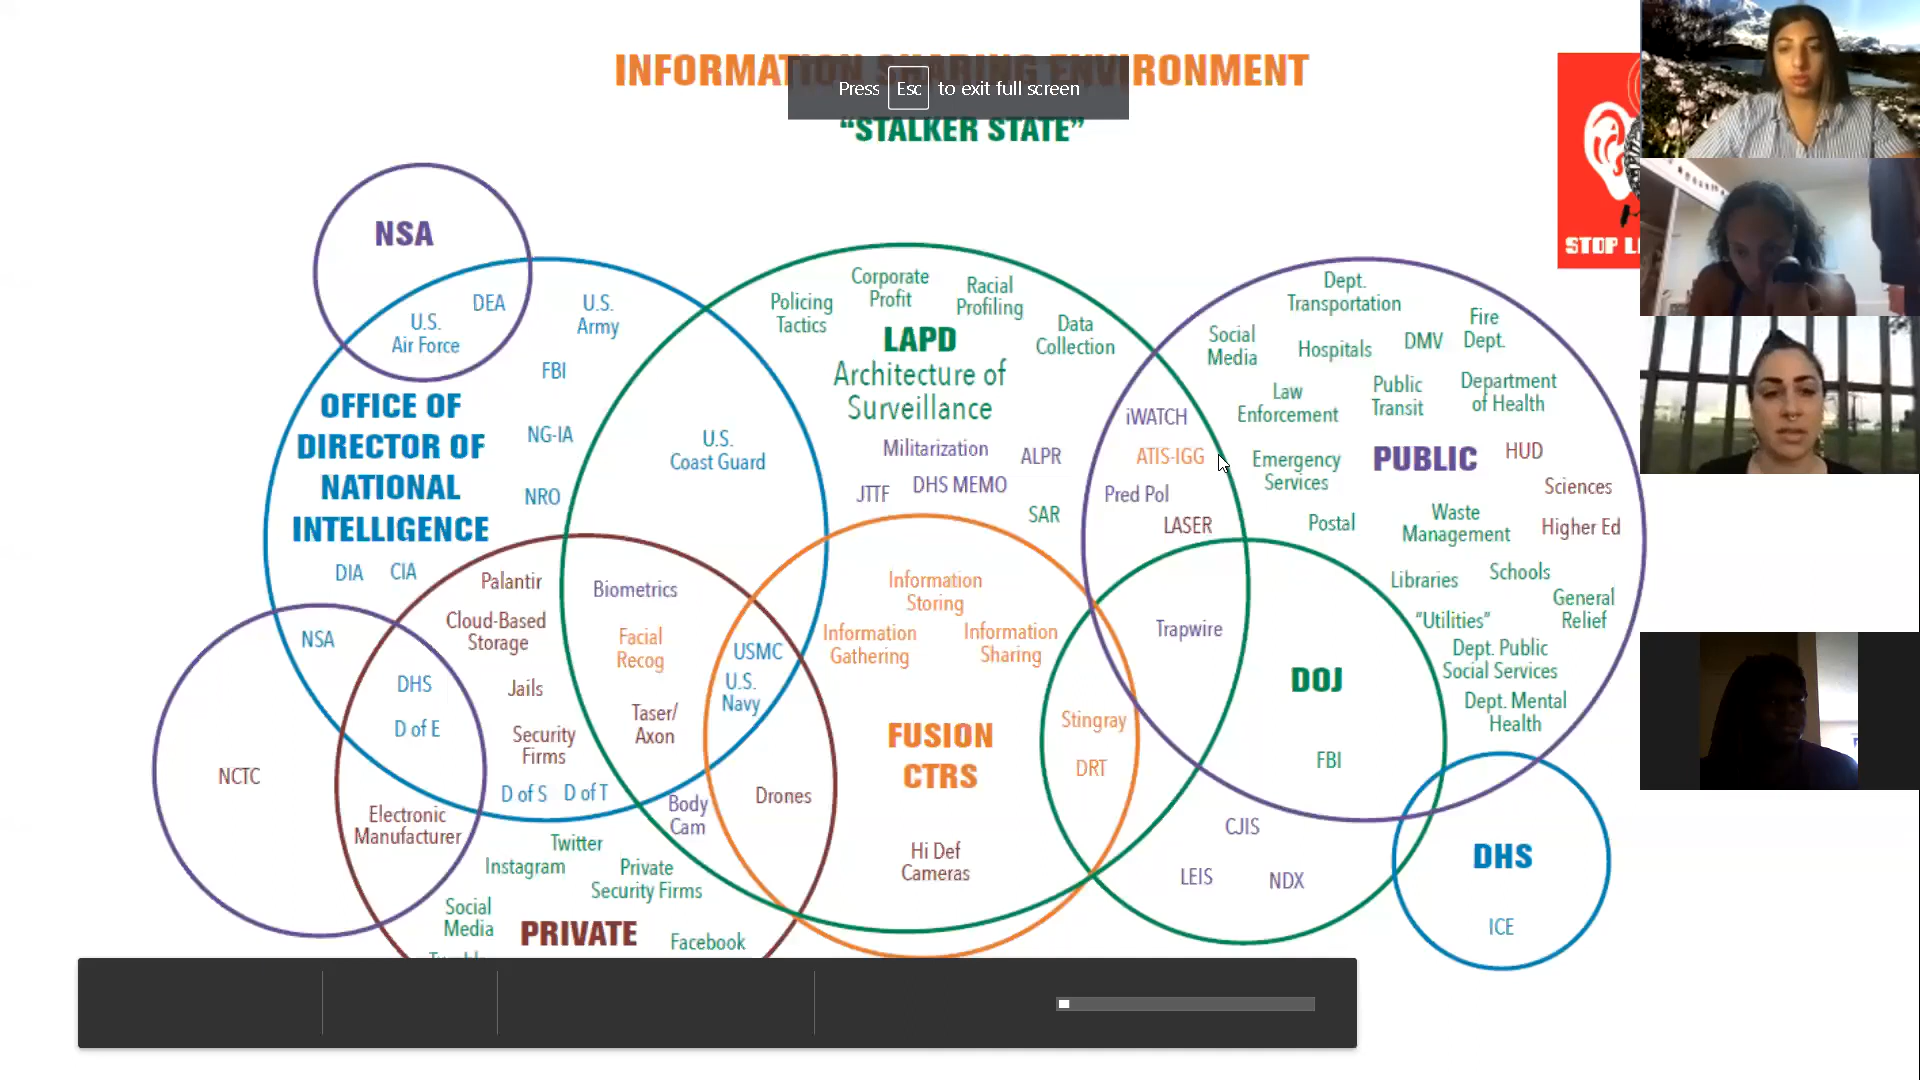 INFORMATION SHARING ENVIRONMENT
Press Esc to exit full screen
“STALKER STATE”
STOP
NSA
DEA
U.S.
Air Force
U.S.
Army
FBI
OFFICE OF
DIRECTOR OF
NATIONAL
INTELLIGENCE
NG-IA
NRO
DIA
CIA
U.S.
Coast Guard
Policing
Tactics
Corporate
Profit
Racial
Profiling
Data
Collection
LAPD
Architecture of
Surveillance
Militarization
ALPR
JTTF
DHS MEMO
SAR
iWATCH
ATIS-IGG
Pred Pol
LASER
Dept.
Transportation
Social
Media
Hospitals
DMV
Fire
Dept.
Law
Enforcement
Public
Transit
Department
of Health
Emergency
Services
PUBLIC
HUD
Sciences
Postal
Waste
Management
Higher Ed
Libraries
Schools
General
Relief
“Utilities”
Dept. Public
Social Services
Dept. Mental
Health
NSA
DHS
D of E
NCTC
Electronic
Manufacturer
Palantir
Cloud-Based
Storage
Jails
Security
Firms
D of S
D of T
Biometrics
Facial
Recog
Taser/
Axon
USMC
U.S.
Navy
Body
Cam
Drones
Information
Storing
Information
Gathering
Information
Sharing
FUSION
CTRS
Hi Def
Cameras
Stingray
DRT
Trapwire
DOJ
FBI
CJIS
LEIS
NDX
DHS
ICE
Twitter
Instagram
Private
Security Firms
Social
Media
PRIVATE
Facebook